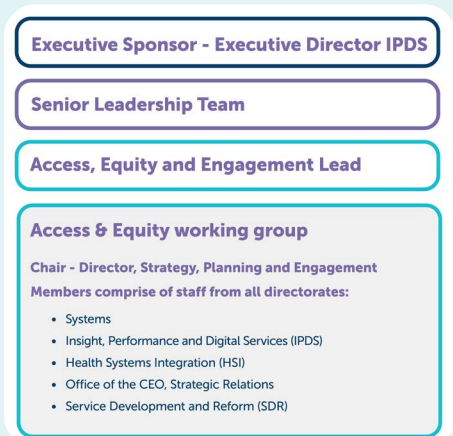 Executive Sponsor - Executive Director IPDS
Senior Leadership Team
Access, Equity and Engagement Lead
Access & Equity working group
Chair - Director, Strategy, Planning and Engagement
Members comprise of staff from all directorates:
• Systems
• Insight, Performance and Digital Services (IPDS)
• Health Systems Integration (HSI)
• Office of the CEO, Strategic Relations
• Service Development and Reform (SDR)